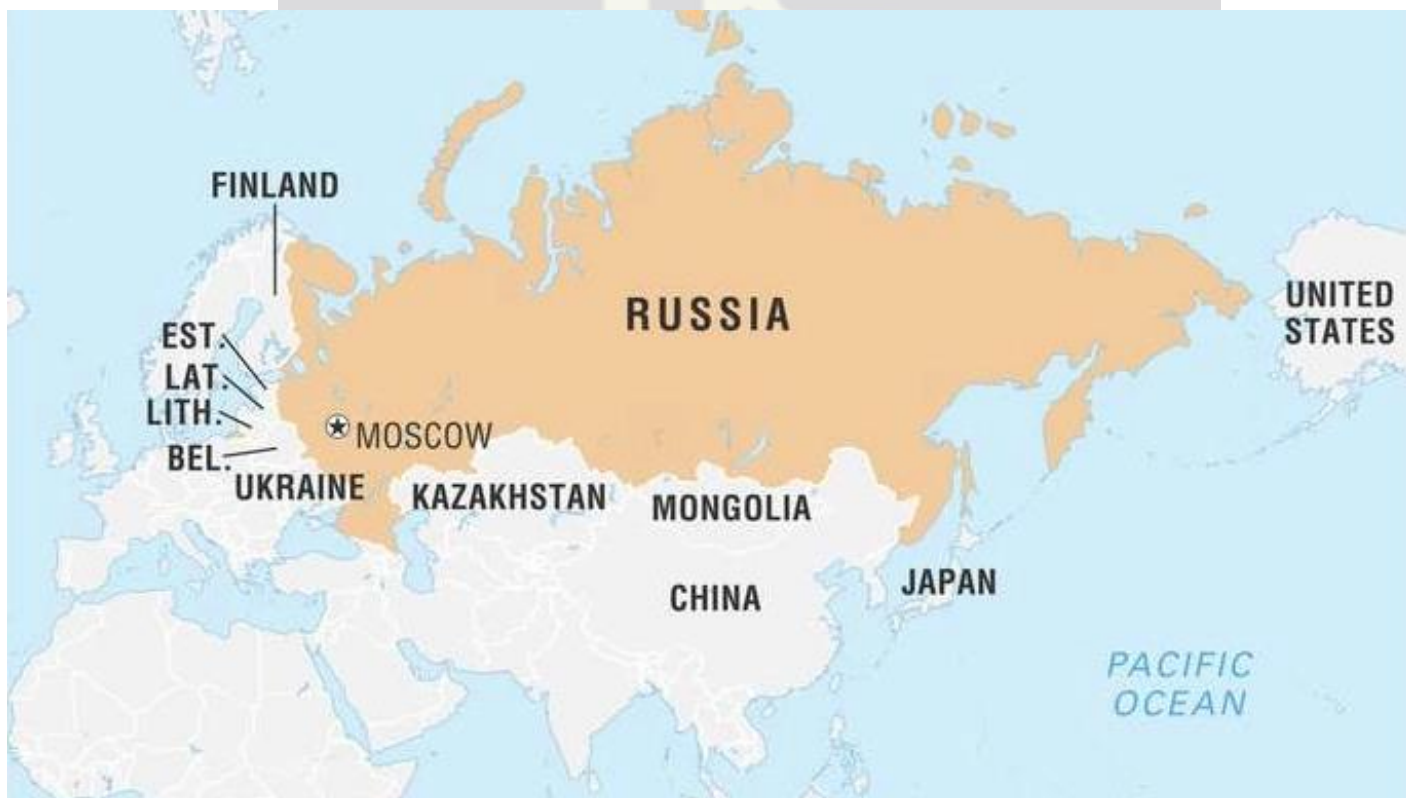 FINLAND
RUSSIA
UNITED
STATES
EST.
LAT.
LITH.
MOSCOW
BEL.
UKRAINE
KAZAKHSTAN
MONGOLIA
CHINA
JAPAN
PACIFIC
OCEAN